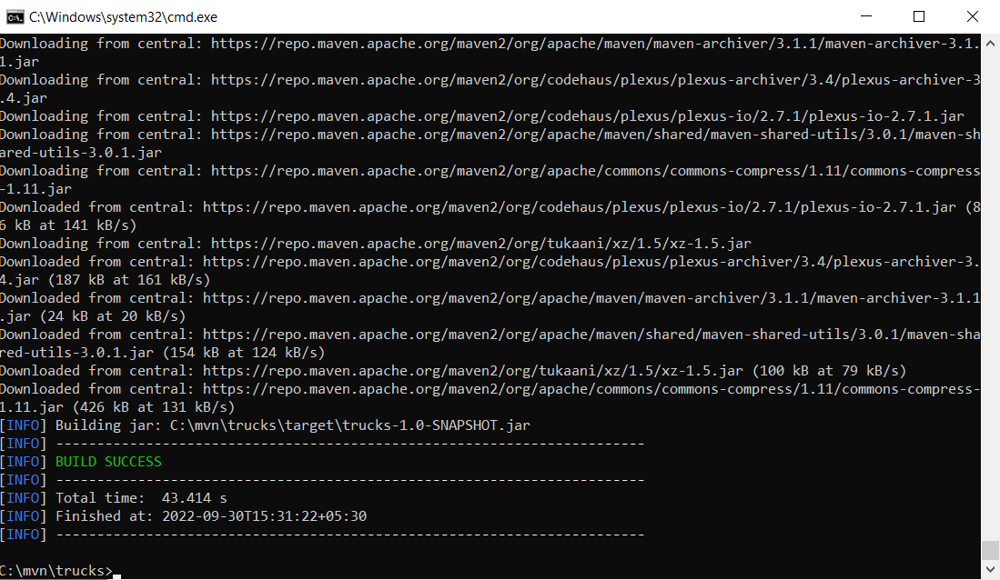 C:\Windows\system32\cmd.exe
Downloading from central: https://repo.maven.apache.org/maven2/org/apache/maven/maven-archiver/3.1.1/maven-archiver-3.1.
1.jar
Downloading from central: https://repo.maven.apache.org/maven2/org/codehaus/plexus/plexus-archiver/3.4/plexus-archiver-3
.4.jar
Downloading from central: https://repo.maven.apache.org/maven2/org/codehaus/plexus/plexus-io/2.7.1/plexus-io-2.7.1.jar
Downloading from central: https://repo.maven.apache.org/maven2/org/apache/maven/shared/maven-shared-utils/3.0.1/maven-sh
ared-utils-3.0.1.jar
Downloading from central: https://repo.maven.apache.org/maven2/org/apache/commons/commons-compress/1.11/commons-compress
-1.11.jar
Downloaded from central: https://repo.maven.apache.org/maven2/org/codehaus/plexus/plexus-io/2.7.1/plexus-io-2.7.1.jar (8
6 kB at 141 kB/s)
Downloading from central: https://repo.maven.apache.org/maven2/org/tukaani/xz/1.5/xz-1.5.jar
Downloaded from central: https://repo.maven.apache.org/maven2/org/codehaus/plexus/plexus-archiver/3.4/plexus-archiver-3.
4.jar (187 kB at 161 kB/s)
Downloaded from central: https://repo.maven.apache.org/maven2/org/apache/maven/maven-archiver/3.1.1/maven-archiver-3.1.1
.jar (24 kB at 20 kB/s)
Downloaded from central: https://repo.maven.apache.org/maven2/org/apache/maven/shared/maven-shared-utils/3.0.1/maven-sha
red-utils-3.0.1.jar (154 kB at 124 kB/s)
Downloaded from central: https://repo.maven.apache.org/maven2/org/tukaani/xz/1.5/xz-1.5.jar (100 kB at 79 kB/s)
Downloaded from central: https://repo.maven.apache.org/maven2/org/apache/commons/commons-compress/1.11/commons-compress-
1.11.jar (426 kB at 131 kB/s)
[INFO] Building jar: C:\mvn\trucks\target\trucks-1.0-SNAPSHOT.jar
[INFO] ------------------------------------------------------------------------
[INFO] BUILD SUCCESS
[INFO] ------------------------------------------------------------------------
[INFO] Total time:  43.414 s
[INFO] Finished at: 2022-09-30T15:31:22+05:30
[INFO] ------------------------------------------------------------------------
C:\mvn\trucks>